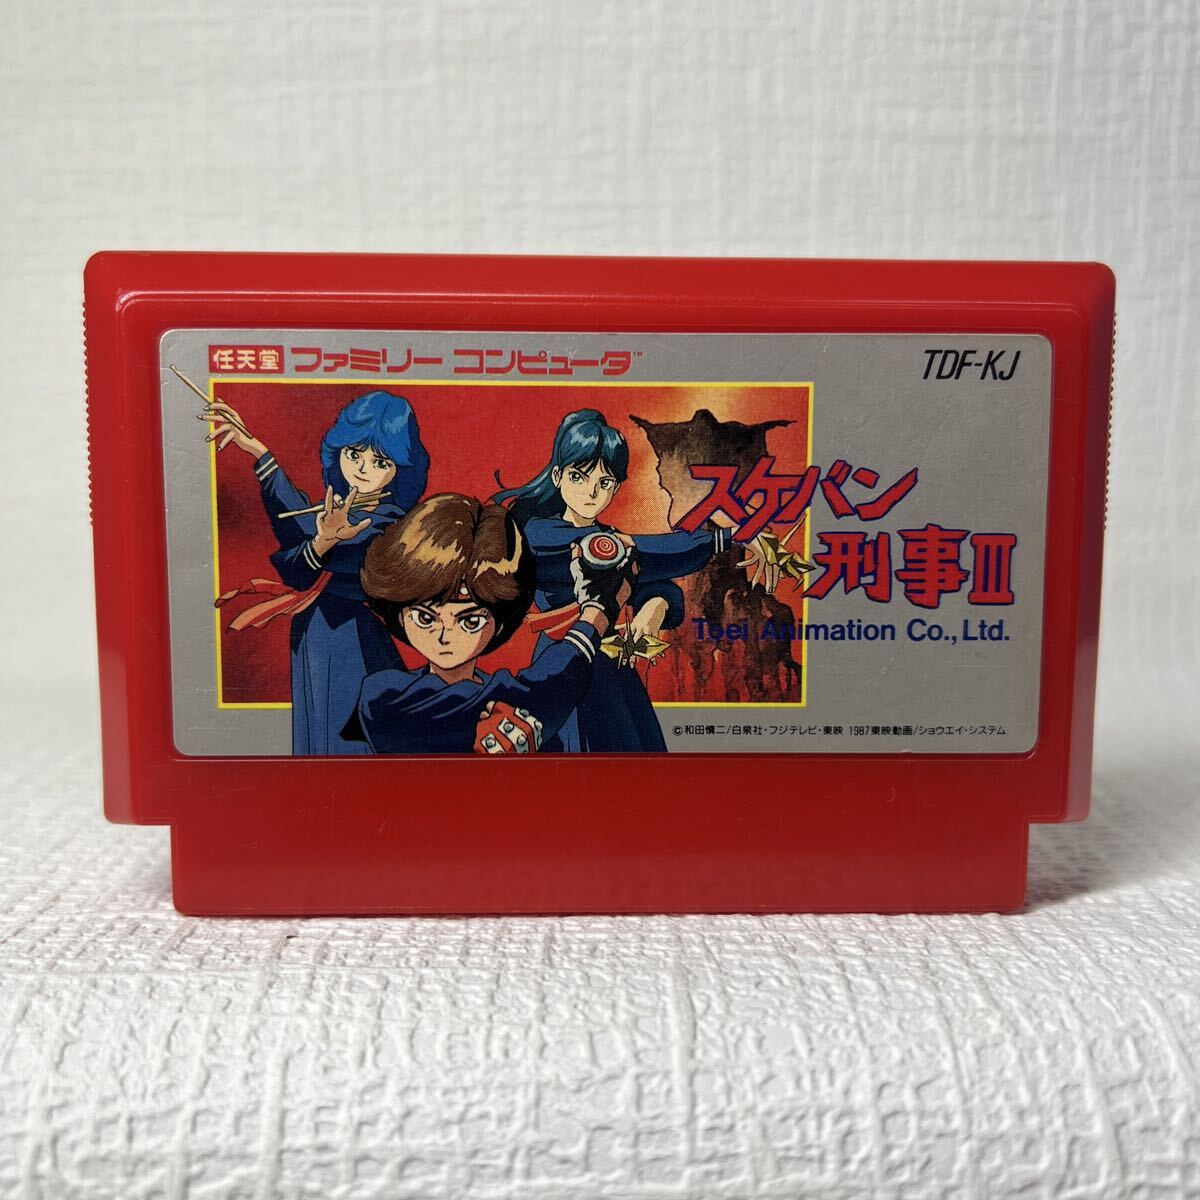 任天堂 ファミリー コンピュータ™
TDF-KJ
スケバン
刑事III
Toei Animation Co., Ltd.
©和田慎二/白泉社・フジテレビ・東映 1987東映動画/ショウエイ・システム